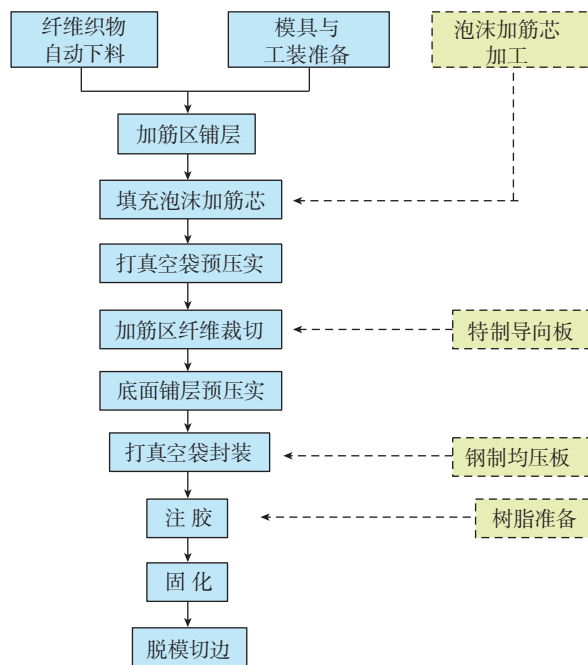 纤维织物
自动下料
模具与
工装准备
泡沫加筋芯
加工
加筋区铺层
填充泡沫加筋芯
打真空袋预压实
加筋区纤维裁切
特制导向板
底面铺层预压实
打真空袋封装
钢制均压板
注 胶
树脂准备
固 化
脱模切边